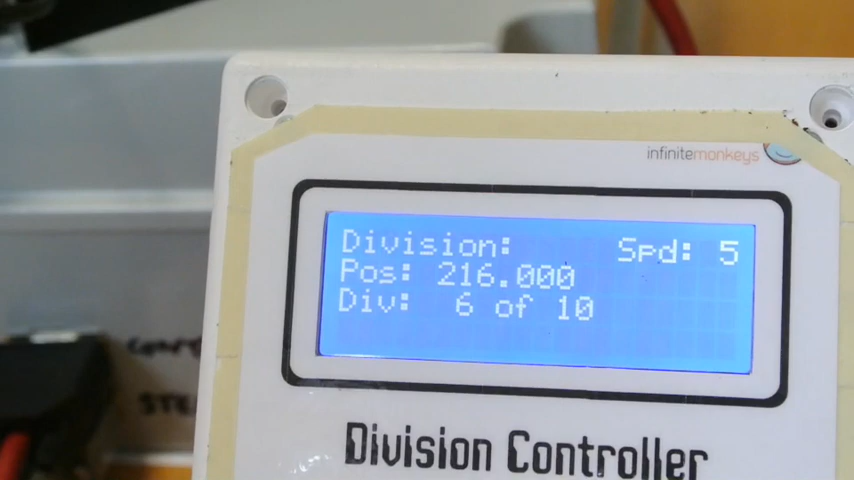 infinitemonkeys
Division: Spd: 5
Pos: 216.000
Div: 6 of 10
Division Controller